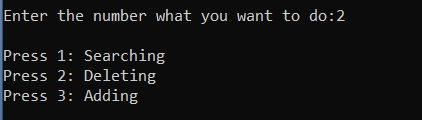 Enter the number what you want to do:2
Press 1: Searching
Press 2: Deleting
Press 3: Adding